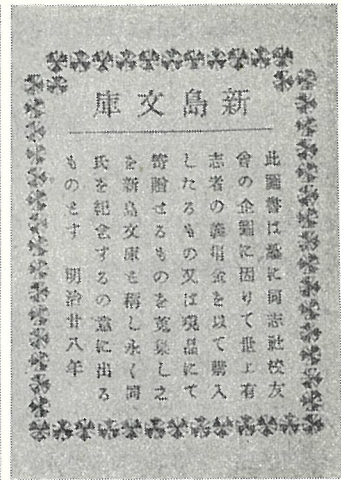 新島文庫
此圖書は曩に同志社校友
會の企圖に因りて世上有
志者の義捐金を以て購入
したるもの又は現品にて
寄贈せるものを蒐集し之
を新島文庫と稱し永く同
氏を紀念するの意に出る
ものとす 明治廿八年